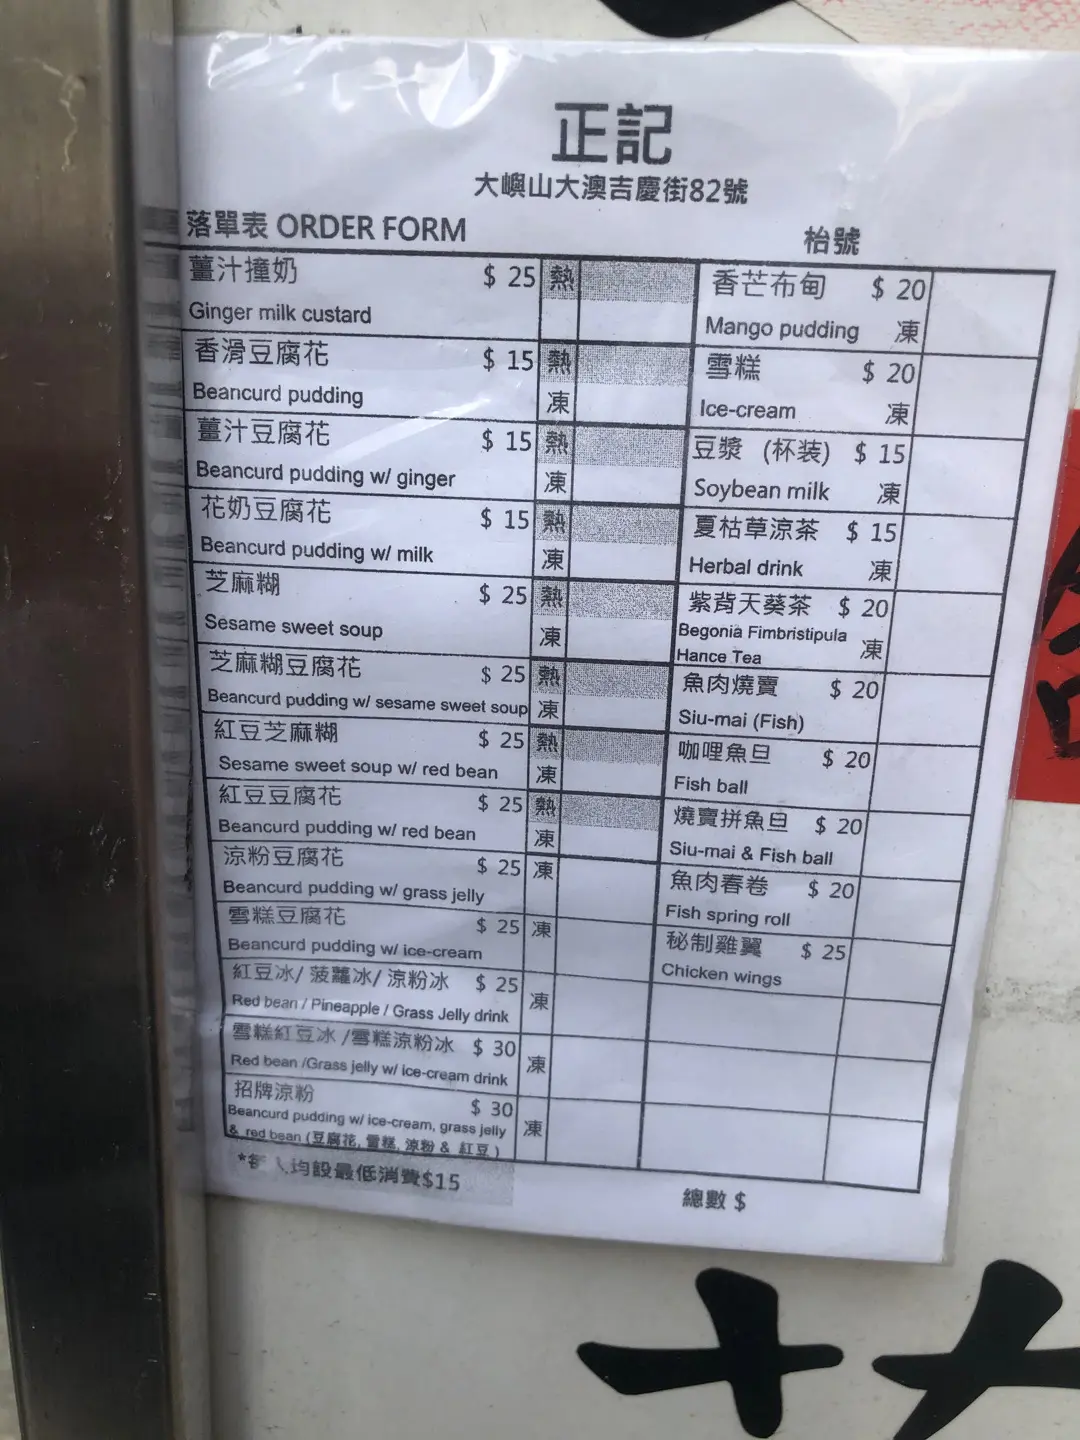 正記
大嶼山大澳吉慶街82號
落單表 ORDER FORM
枱號
薑汁撞奶 $ 25 熱
Ginger milk custard
香滑豆腐花 $ 15 熱
Beancurd pudding 凍
薑汁豆腐花 $ 15 熱
Beancurd pudding w/ ginger 凍
花奶豆腐花 $ 15 熱
Beancurd pudding w/ milk 凍
芝麻糊 $ 25 熱
Sesame sweet soup 凍
芝麻糊豆腐花 $ 25 熱
Beancurd pudding w/ sesame sweet soup 凍
紅豆芝麻糊 $ 25 熱
Sesame sweet soup w/ red bean 凍
紅豆豆腐花 $ 25 熱
Beancurd pudding w/ red bean 凍
涼粉豆腐花 $ 25 凍
Beancurd pudding w/ grass jelly
雪糕豆腐花 $ 25 凍
Beancurd pudding w/ ice-cream
紅豆冰/ 菠蘿冰/ 涼粉冰 $ 25 凍
Red bean / Pineapple / Grass Jelly drink
雪糕紅豆冰 /雪糕涼粉冰 $ 30 凍
Red bean /Grass jelly w/ ice-cream drink
招牌涼粉 $ 30 凍
Beancurd pudding w/ ice-cream, grass jelly
& red bean (豆腐花, 雪糕, 涼粉 & 紅豆)
香芒布甸 $ 20
Mango pudding 凍
雪糕 $ 20
Ice-cream 凍
豆漿 (杯装) $ 15
Soybean milk 凍
夏枯草涼茶 $ 15
Herbal drink 凍
紫背天葵茶 $ 20
Begonia Fimbristipula 凍
Hance Tea
魚肉燒賣 $ 20
Siu-mai (Fish)
咖哩魚旦 $ 20
Fish ball
燒賣拼魚旦 $ 20
Siu-mai & Fish ball
魚肉春卷 $ 20
Fish spring roll
秘制雞翼 $ 25
Chicken wings
人均設最低消費$15
總數 $